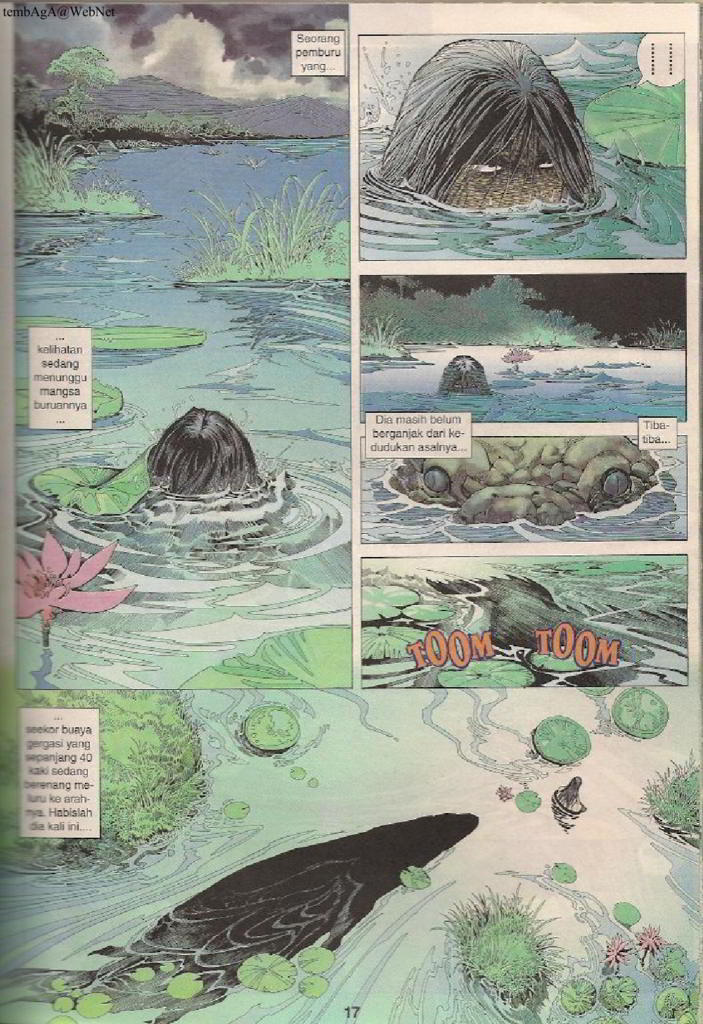 tembAgA@WebNet
Seorang
pemburu
yang...
...
kelihatan
sedang
menunggu
mangsa
buruannya
...
Dia masih belum
berganjak dari ke-
dudukan asalnya...
Tiba-
tiba...
TOOM TOOM
...
seekor buaya
gergasi yang
sepanjang 40
kaki sedang
berenang me-
luru ke arah-
nya. Habislah
dia kali ini....
17